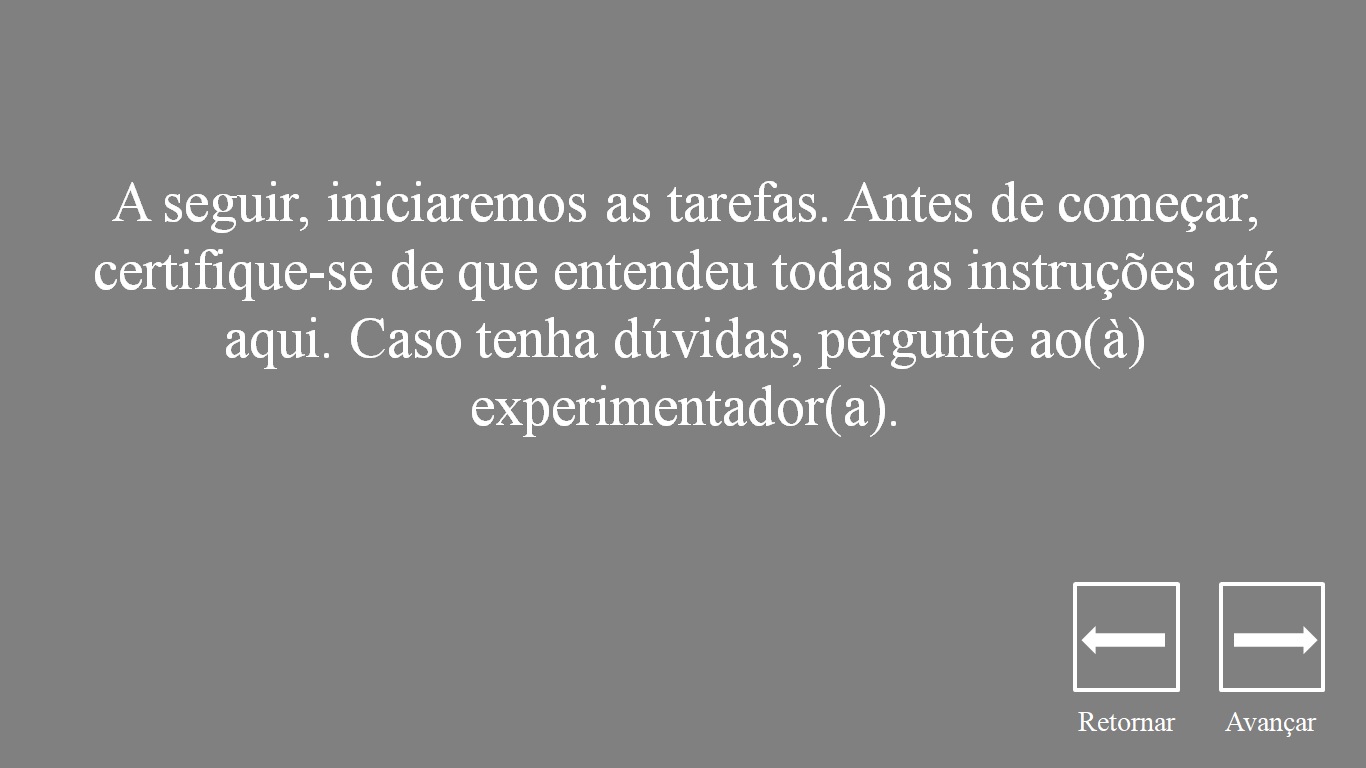 A seguir, iniciaremos as tarefas. Antes de começar,
certifique-se de que entendeu todas as instruções até
aqui. Caso tenha dúvidas, pergunte ao(à)
experimentador(a).
Retornar
Avançar